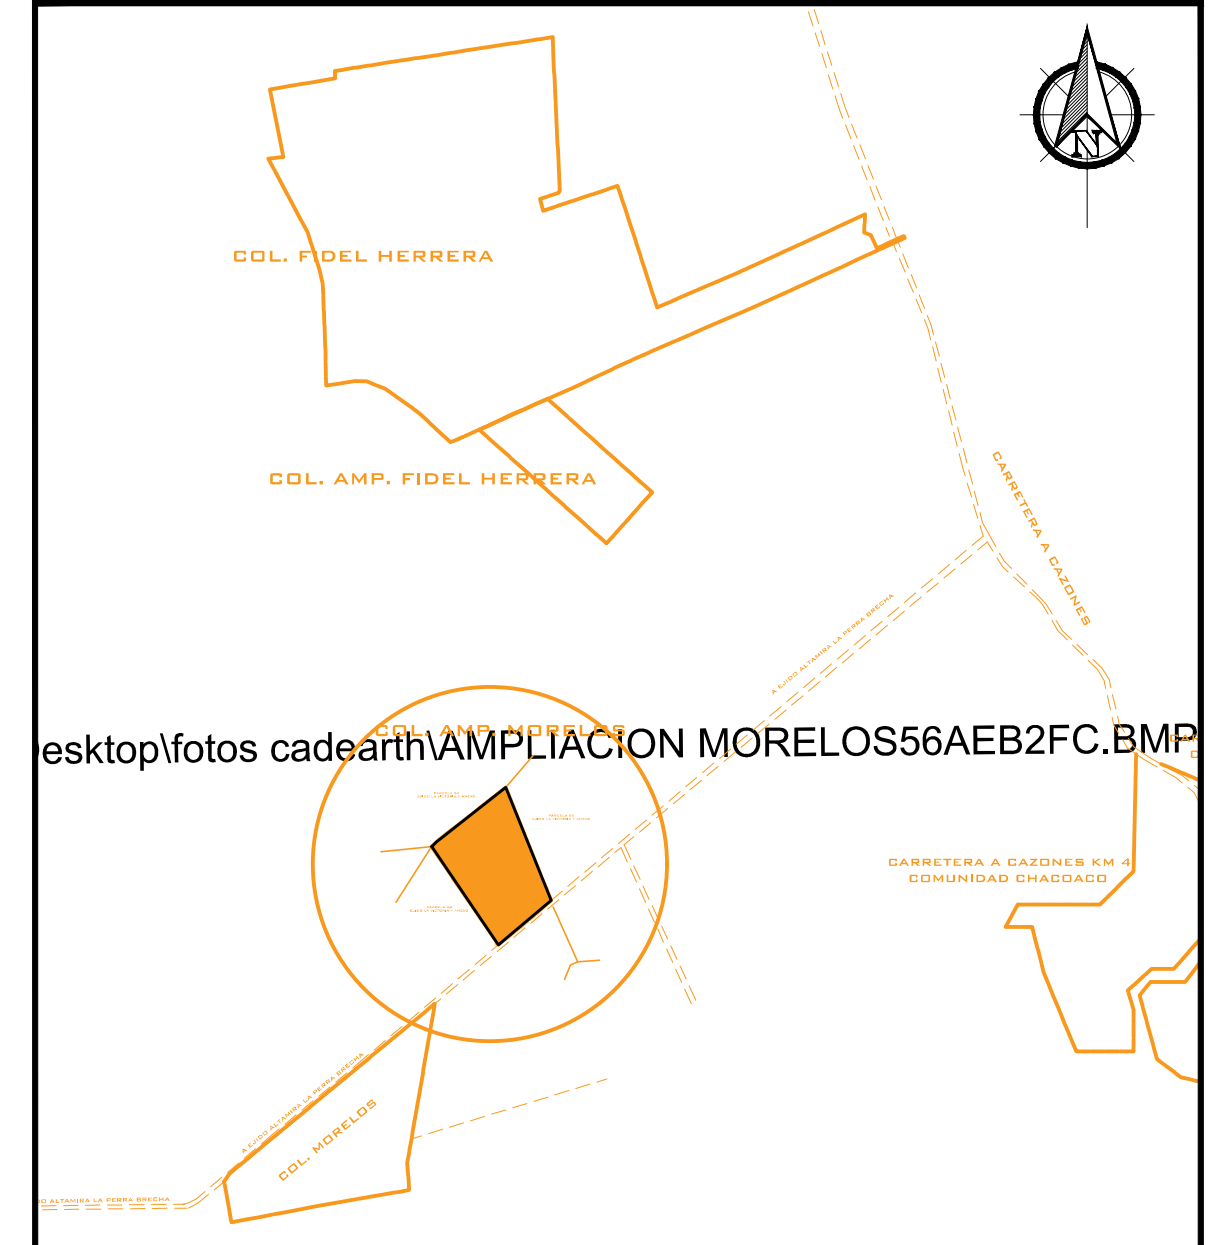 N
COL. FIDEL HERRERA
COL. AMP. FIDEL HERRERA
CARRETERA A CAZONES
A EJIDO ALTAMIRA LA PERRA BRECHA
COL. AMP. MORELOS
esktop\fotos cadearth\AMPLIACION MORELOS56AEB2FC.BMP
CARRETERA A CAZONES KM 4
COMUNIDAD CHACOACO
A EJIDO ALTAMIRA LA PERRA BRECHA
COL. MORELOS
ALTAMIRA LA PERRA BRECHA